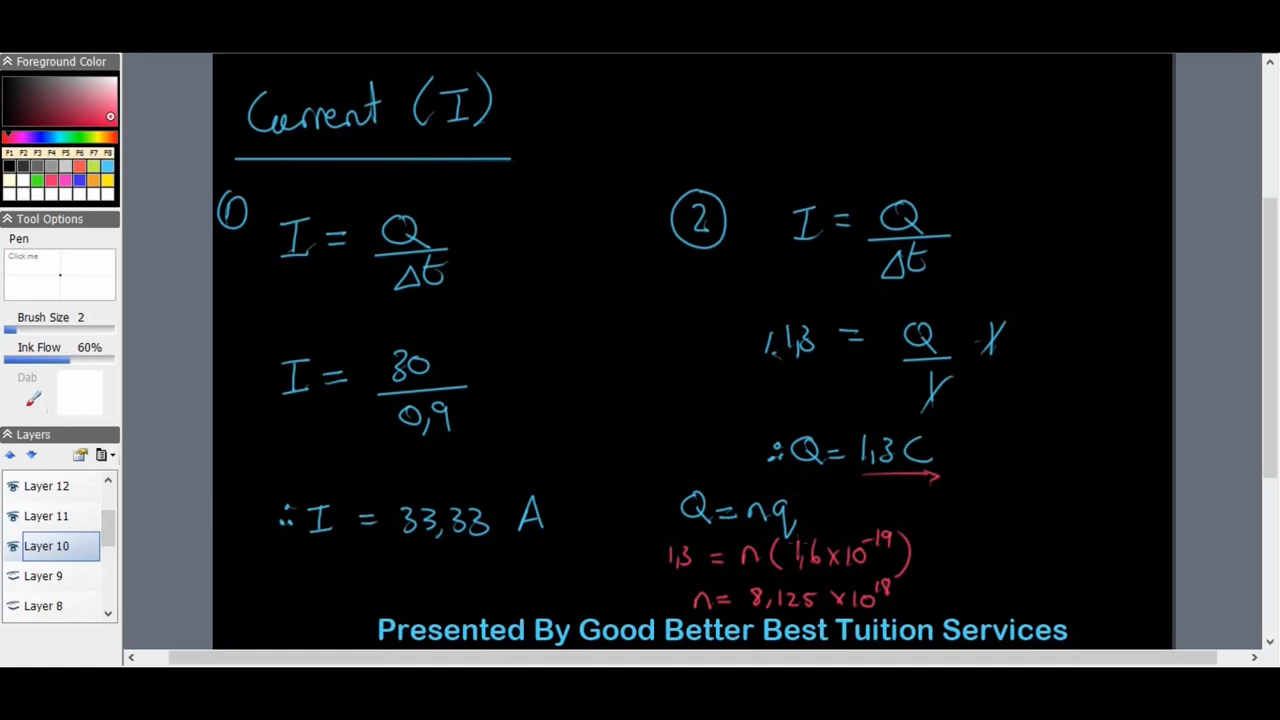 Foreground Color
F1 F2 F3 F4 F5 F6 F7 F8
Tool Options
Pen
Click me
Brush Size 2
Ink Flow 60%
Dab
Layers
Layer 12
Layer 11
Layer 10
Layer 9
Layer 8
Current (I)
①
I = Q / Δt
I = 30 / 0,9
∴ I = 33,33 A
②
I = Q / Δt
1,3 = Q / 1
∴ Q = 1,3 C
Q = nq
1,3 = n(1,6×10⁻¹⁹)
n = 8,125 ×10¹⁸
Presented By Good Better Best Tuition Services